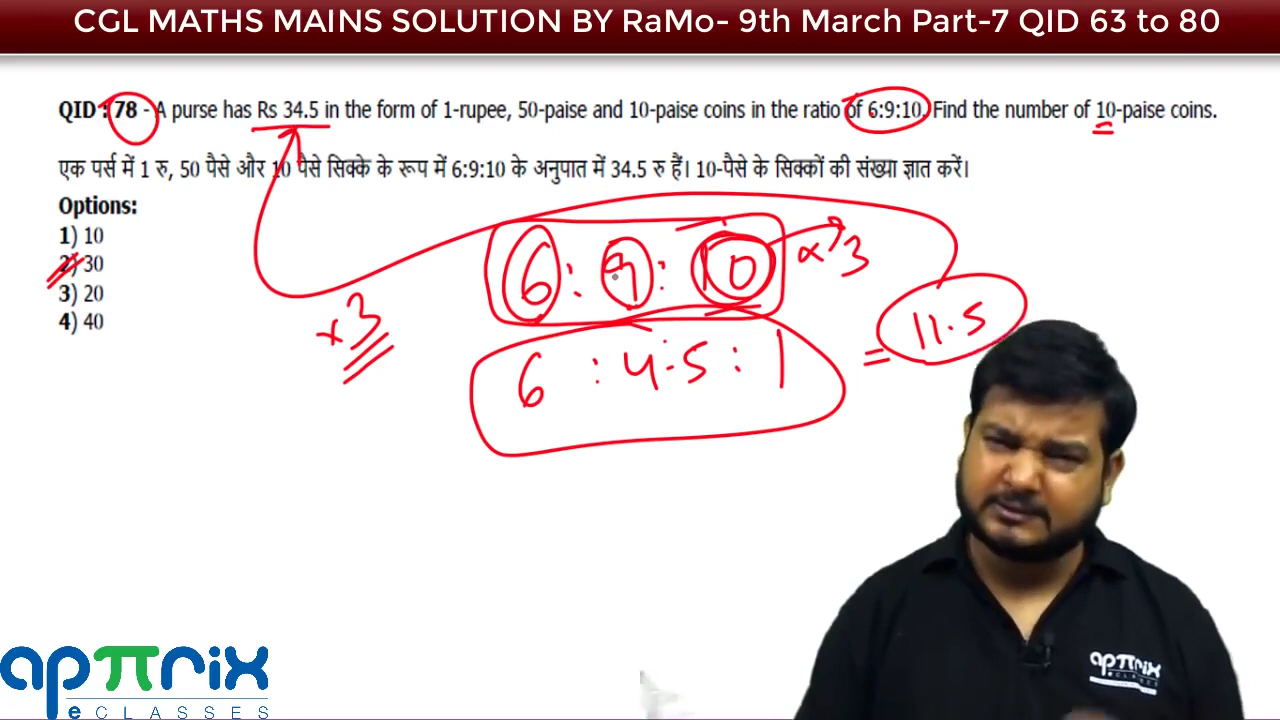 CGL MATHS MAINS SOLUTION BY RaMo- 9th March Part-7 QID 63 to 80
QID : 78 - A purse has Rs 34.5 in the form of 1-rupee, 50-paise and 10-paise coins in the ratio of 6:9:10. Find the number of 10-paise coins.
एक पर्स में 1 रु, 50 पैसे और 10 पैसे सिक्के के रूप में 6:9:10 के अनुपात में 34.5 रु हैं। 10-पैसे के सिक्कों की संख्या ज्ञात करें।
Options:
1) 10
2) 30
3) 20
4) 40
6 : 9 : 10 × 3
×3
6 : 4.5 : 1 = 11.5
apπrix
eCLASSES
apπrix